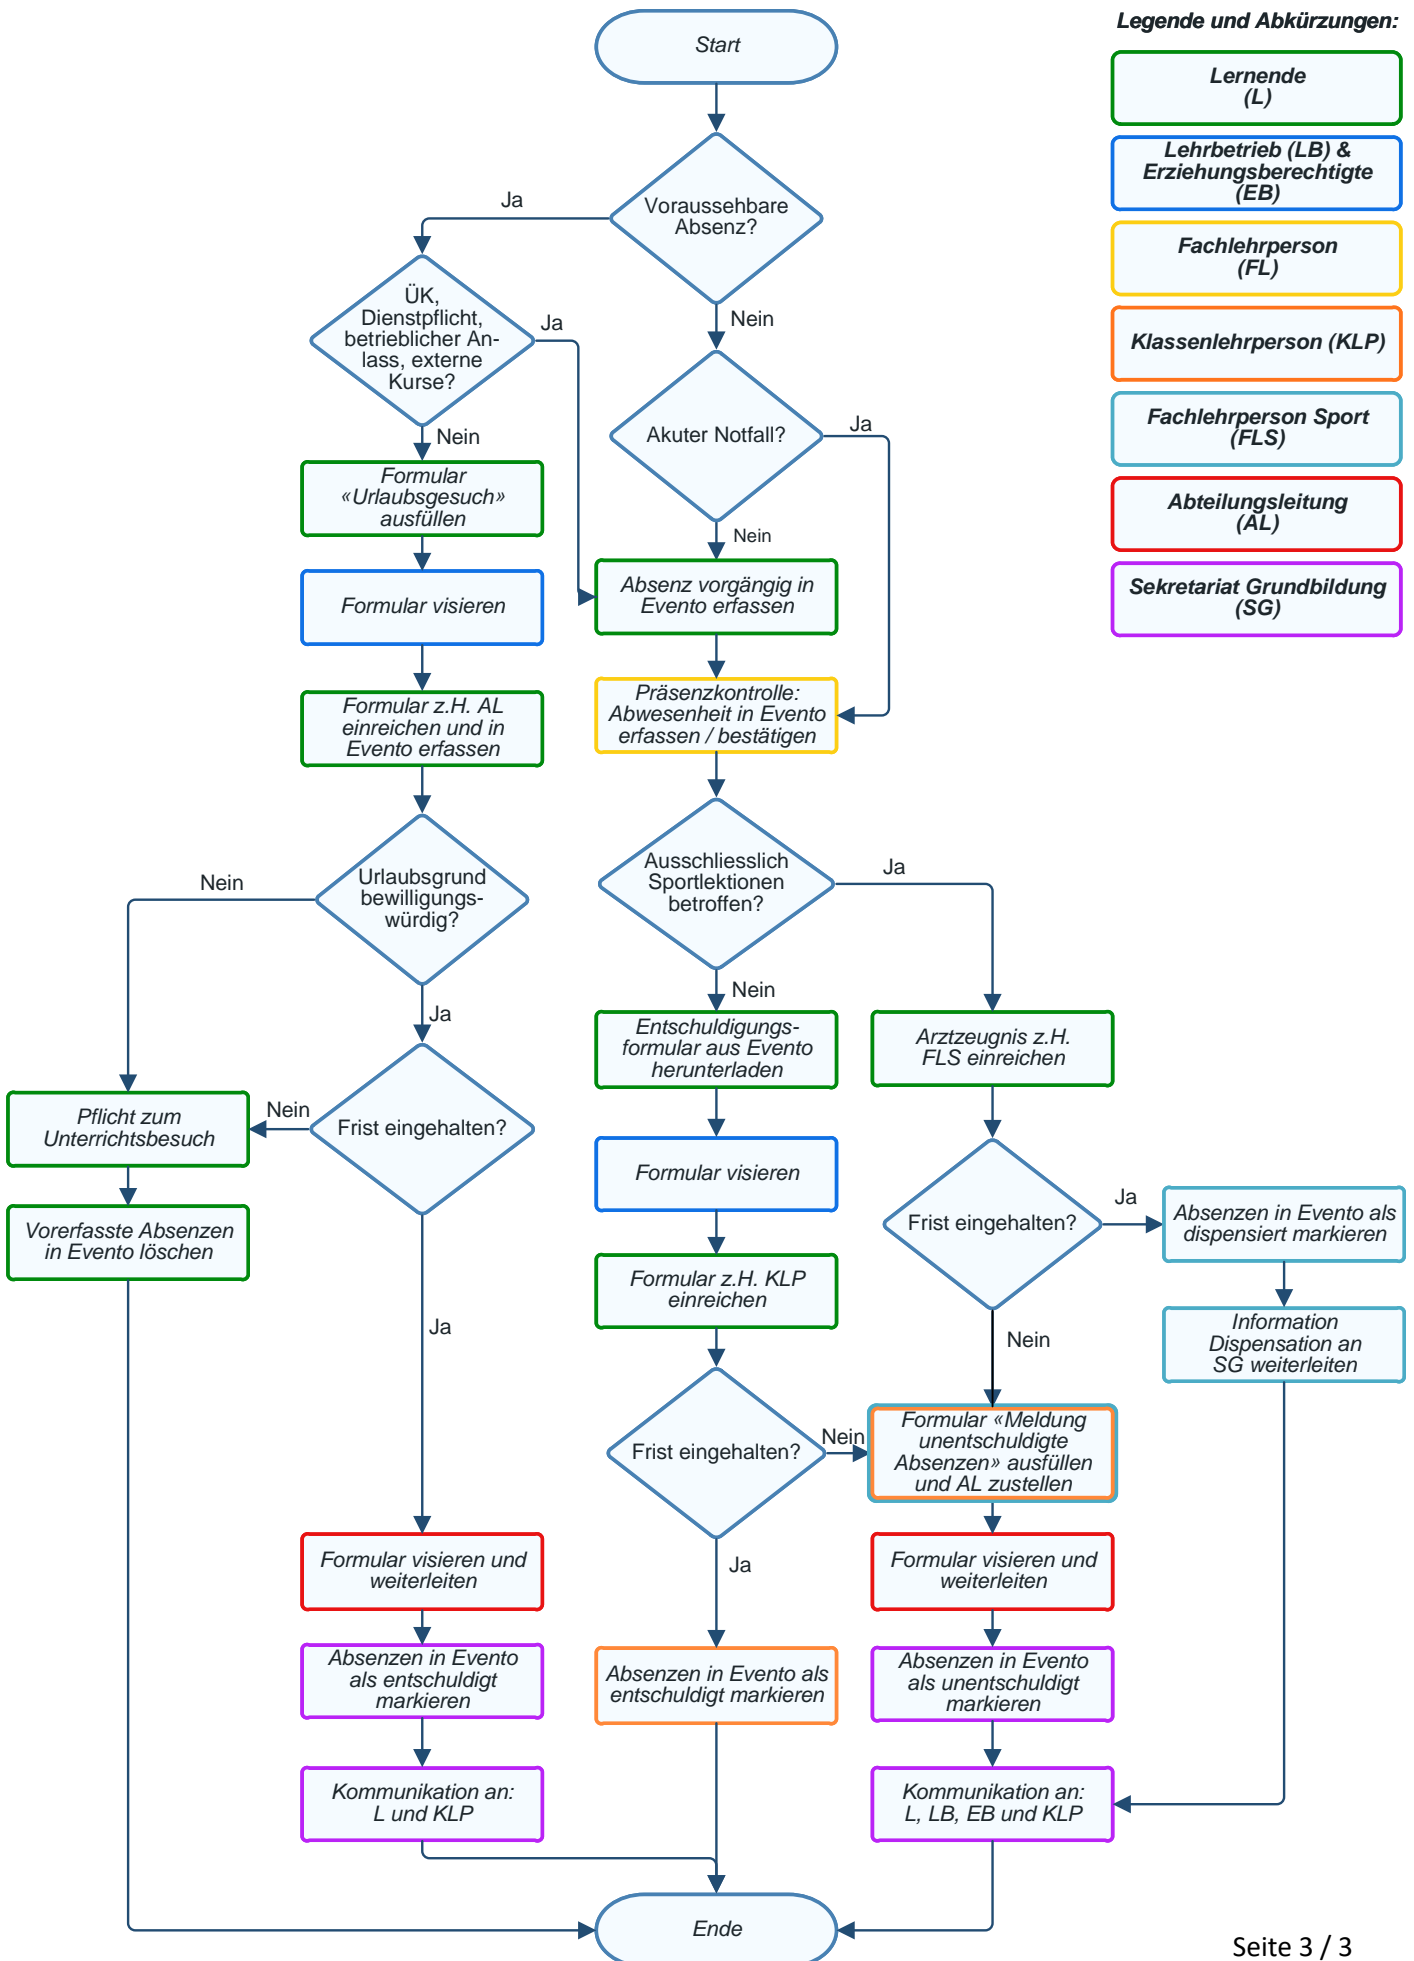 Legende und Abkürzungen:
Start
Lernende
(L)
Lehrbetrieb (LB) &
Erziehungsberechtigte
(EB)
Fachlehrperson
(FL)
Klassenlehrperson (KLP)
Fachlehrperson Sport
(FLS)
Abteilungsleitung
(AL)
Sekretariat Grundbildung
(SG)
Voraussehbare
Absenz?
Ja
Nein
ÜK,
Dienstpflicht,
betrieblicher An-
lass, externe
Kurse?
Ja
Nein
Akuter Notfall?
Ja
Nein
Formular
«Urlaubsgesuch»
ausfüllen
Formular visieren
Formular z.H. AL
einreichen und in
Evento erfassen
Absenz vorgängig in
Evento erfassen
Präsenzkontrolle:
Abwesenheit in Evento
erfassen / bestätigen
Urlaubsgrund
bewilligungs-
würdig?
Nein
Ja
Ausschliesslich
Sportlektionen
betroffen?
Ja
Nein
Frist eingehalten?
Nein
Ja
Pflicht zum
Unterrichtsbesuch
Vorerfasste Absenzen
in Evento löschen
Entschuldigungs-
formular aus Evento
herunterladen
Formular visieren
Formular z.H. KLP
einreichen
Arztzeugnis z.H.
FLS einreichen
Frist eingehalten?
Ja
Nein
Absenzen in Evento als
dispensiert markieren
Information
Dispensation an
SG weiterleiten
Frist eingehalten?
Nein
Ja
Formular «Meldung
unentschuldigte
Absenzen» ausfüllen
und AL zustellen
Formular visieren und
weiterleiten
Absenzen in Evento
als entschuldigt
markieren
Kommunikation an:
L und KLP
Absenzen in Evento als
entschuldigt markieren
Formular visieren und
weiterleiten
Absenzen in Evento
als unentschuldigt
markieren
Kommunikation an:
L, LB, EB und KLP
Ende
Seite 3 / 3